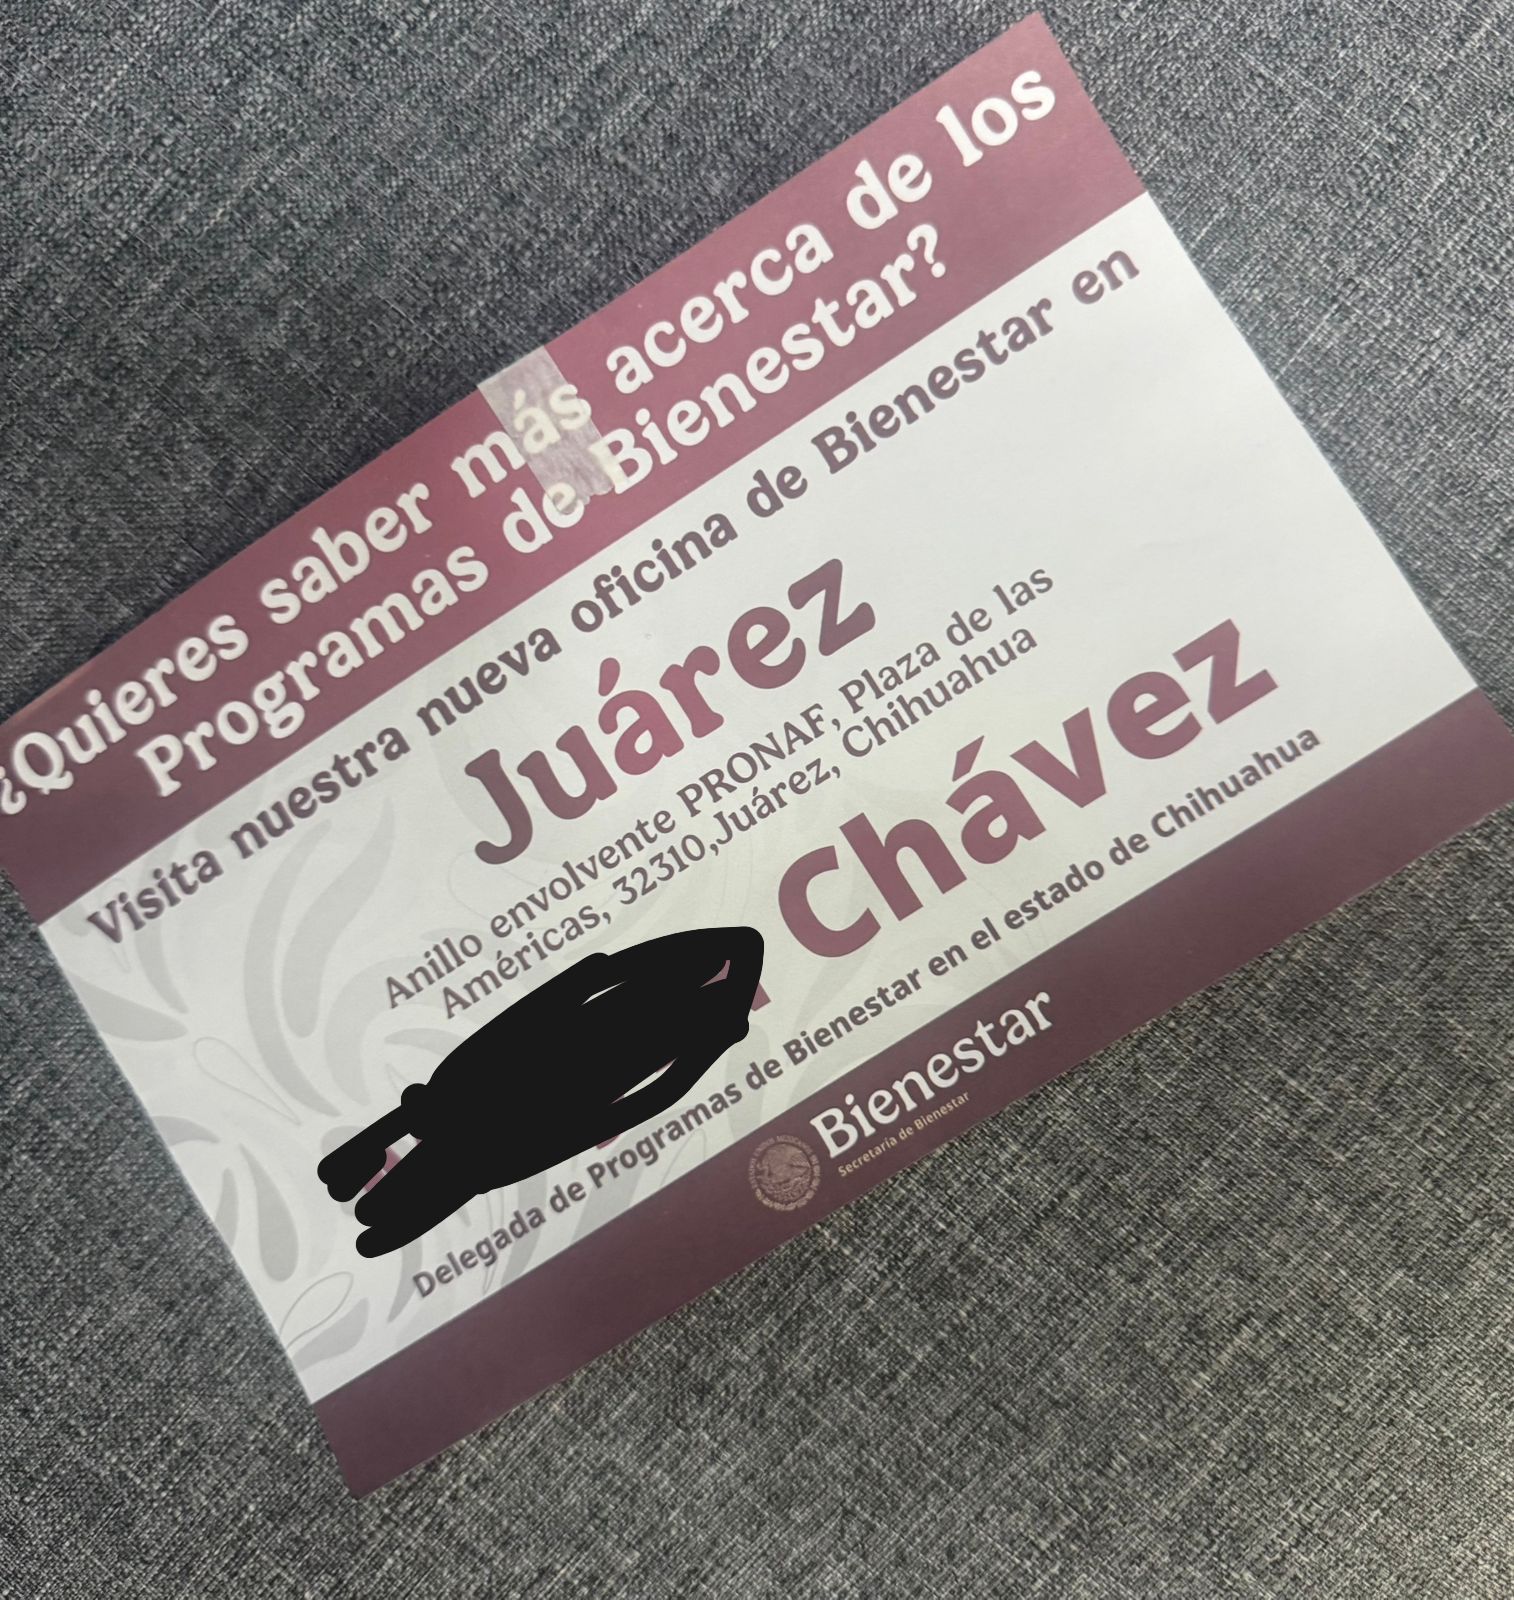 ¿Quieres saber más acerca de los
Programas de Bienestar?
Visita nuestra nueva oficina de Bienestar en
Juárez
Anillo envolvente PRONAF, Plaza de las
Américas, 32310,Juárez, Chihuahua
Chávez
Delegada de Programas de Bienestar en el estado de Chihuahua
Bienestar
Secretaría de Bienestar